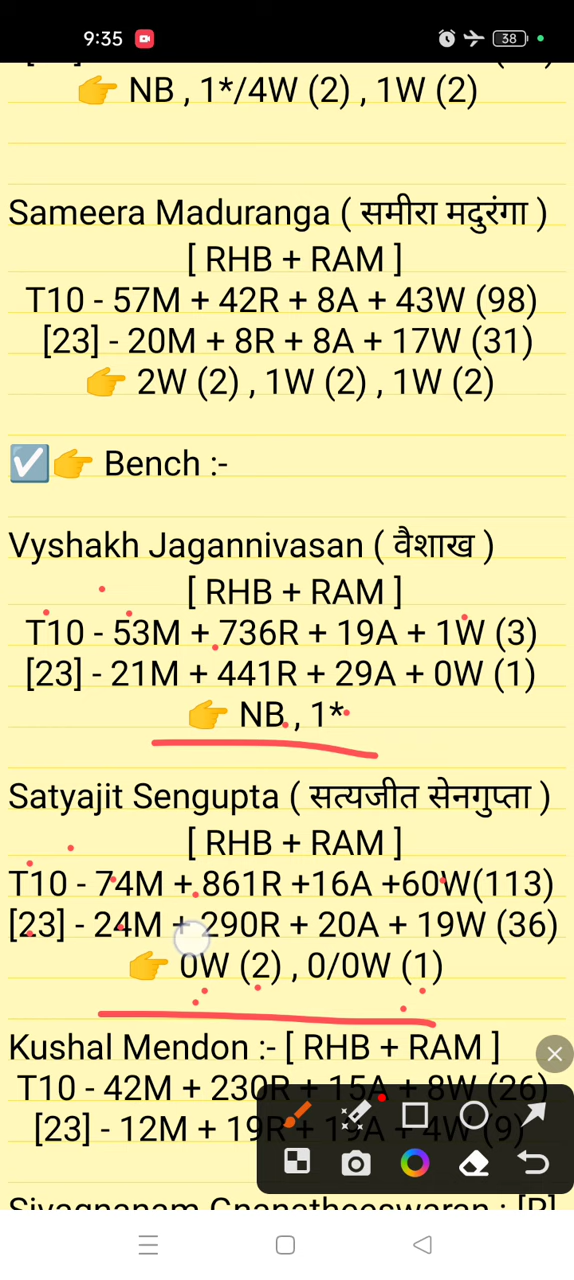 9:35
38
👉 NB , 1*/4W (2) , 1W (2)
Sameera Maduranga ( समीरा मदुरंगा )
[ RHB + RAM ]
T10 - 57M + 42R + 8A + 43W (98)
[23] - 20M + 8R + 8A + 17W (31)
👉 2W (2) , 1W (2) , 1W (2)
☑️👉 Bench :-
Vyshakh Jagannivasan ( वैशाख )
[ RHB + RAM ]
T10 - 53M + 736R + 19A + 1W (3)
[23] - 21M + 441R + 29A + 0W (1)
👉 NB , 1*
Satyajit Sengupta ( सत्यजीत सेनगुप्ता )
[ RHB + RAM ]
T10 - 74M + 861R +16A +60W(113)
[23] - 24M + 290R + 20A + 19W (36)
👉 0W (2) , 0/0W (1)
Kushal Mendon :- [ RHB + RAM ]
T10 - 42M + 230R + 15A + 8W (26)
[23] - 12M + 19R + 19A + 4W (9)